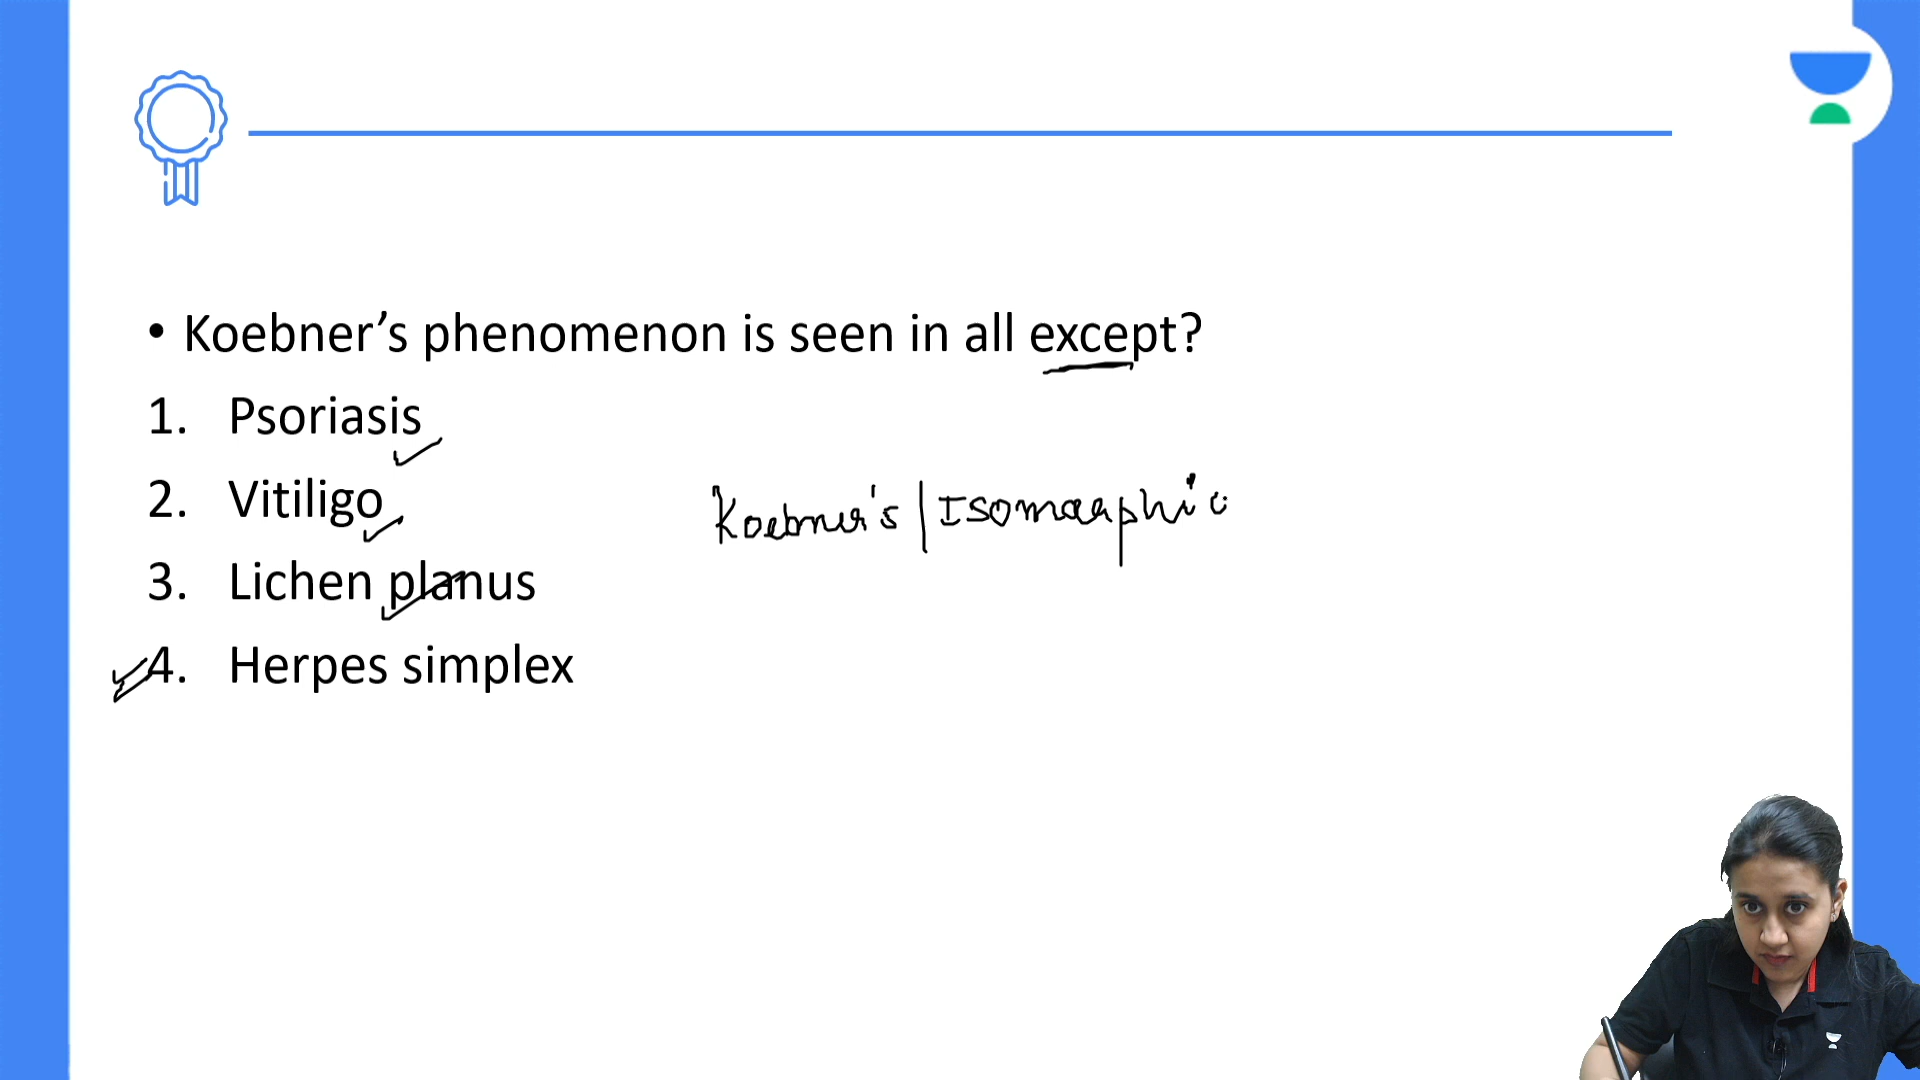 • Koebner’s phenomenon is seen in all except?
1. Psoriasis
2. Vitiligo
Koebner's | Isomorphic
3. Lichen planus
4. Herpes simplex